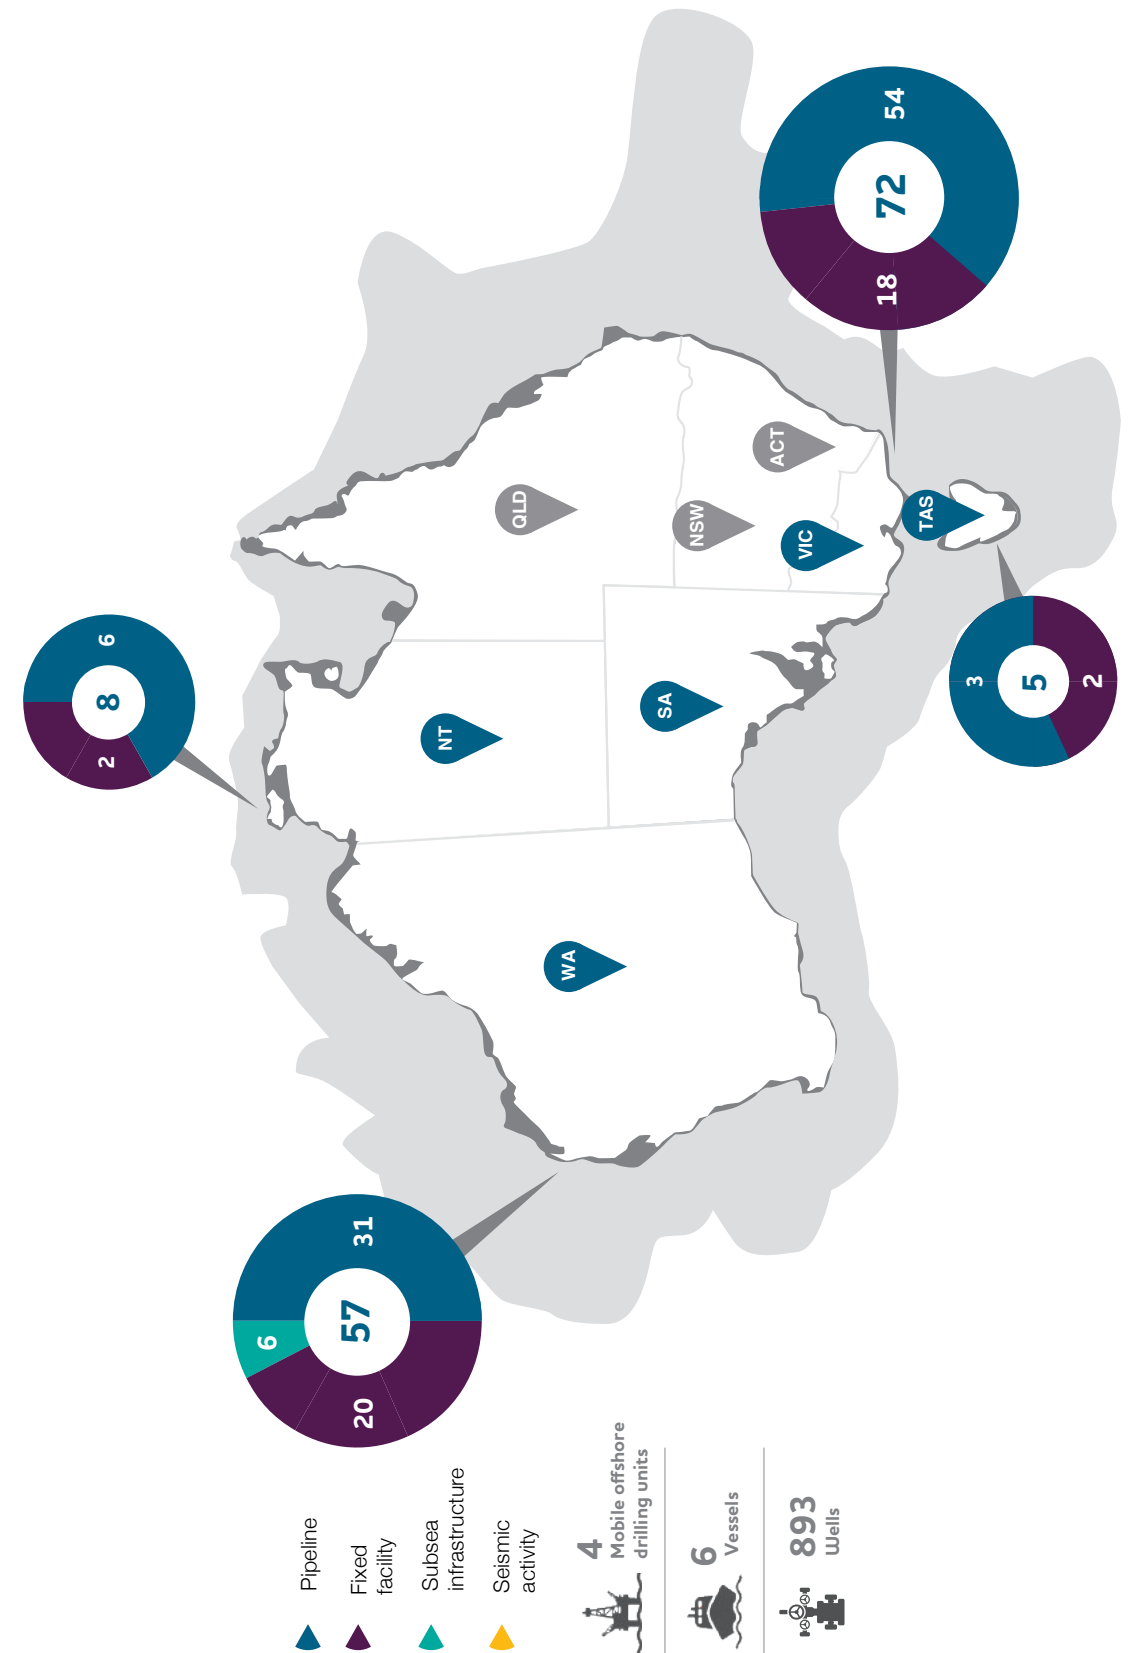 57
31
6
20
8
6
2
72
54
18
5
3
2
WA
NT
SA
QLD
NSW
ACT
VIC
TAS
Pipeline
Fixed
facility
Subsea
infrastructure
Seismic
activity
4
Mobile offshore
drilling units
6
Vessels
893
Wells